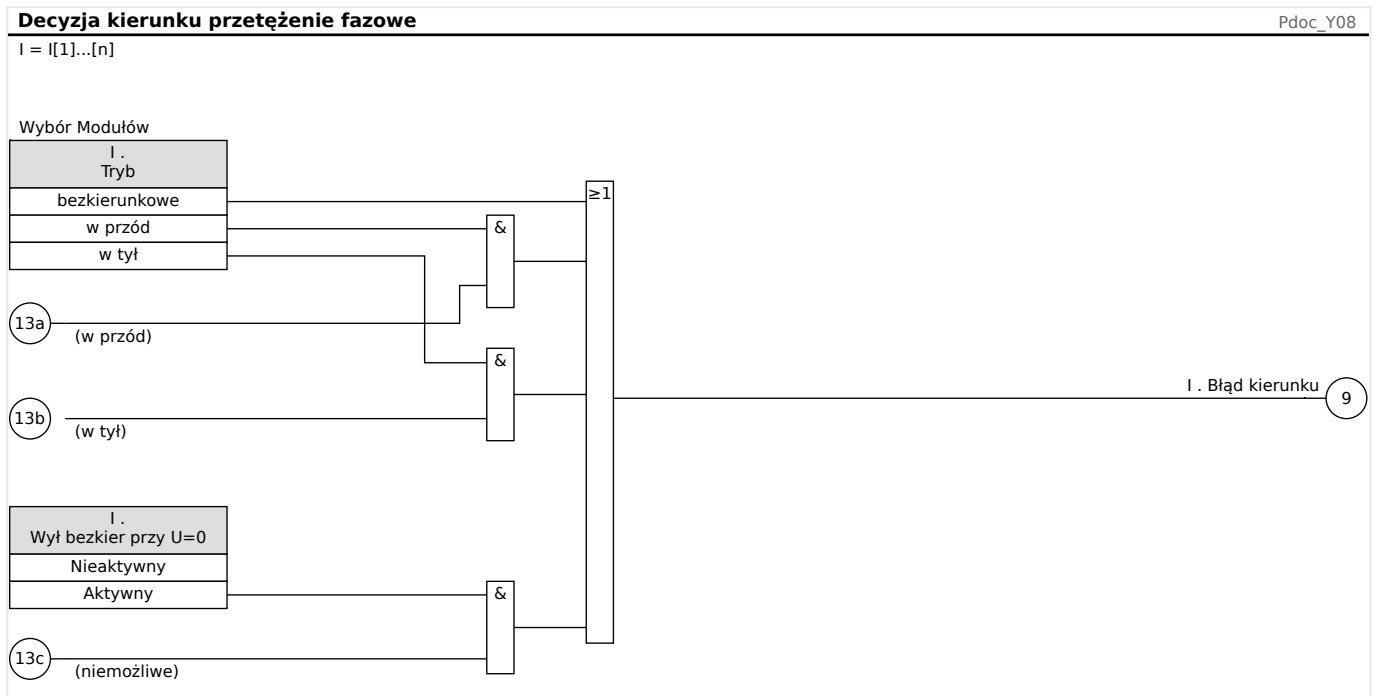 Decyzja kierunku przetężenie fazowe
Pdoc_Y08
I = I[1]...[n]
Wybór Modułów
I .
Tryb
bezkierunkowe
w przód
w tył
≥1
&
13a
(w przód)
&
13b
(w tył)
I . Błąd kierunku
9
I .
Wył bezkier przy U=0
Nieaktywny
Aktywny
&
13c
(niemożliwe)